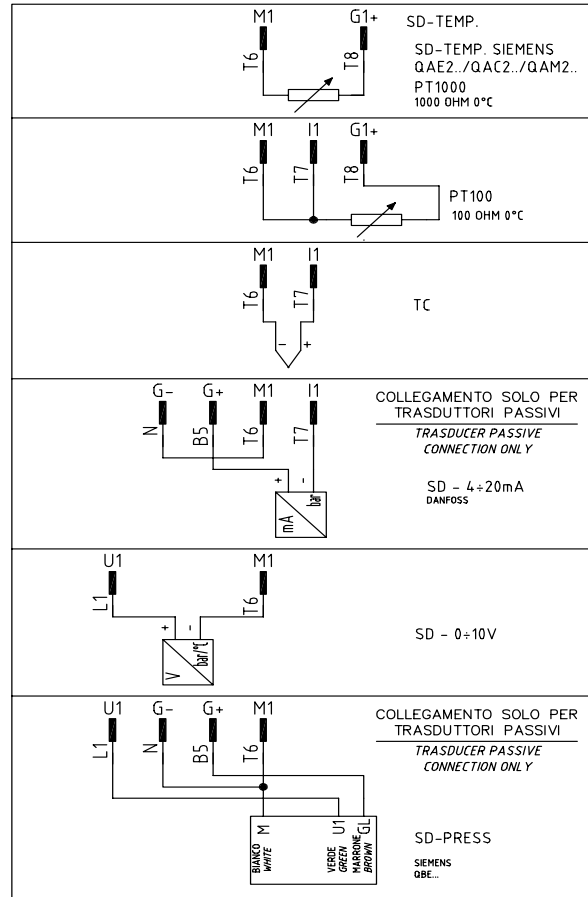 M1 G1+ SD-TEMP.
T6 T8
SD-TEMP. SIEMENS
QAE2../QAC2../QAM2..
PT1000
1000 OHM 0°C
M1 I1 G1+
T6 T7 T8
PT100
100 OHM 0°C
M1 I1
T6 T7
TC
- +
G- G+ M1 I1
N B5 T6 T7
COLLEGAMENTO SOLO PER
TRASDUTTORI PASSIVI
TRASDUCER PASSIVE
CONNECTION ONLY
+ -
mA bar
SD - 4÷20mA
DANFOSS
U1 M1
L1 T6
+ -
V bar/°C
SD - 0÷10V
U1 G- G+ M1
L1 N B5 T6
COLLEGAMENTO SOLO PER
TRASDUTTORI PASSIVI
TRASDUCER PASSIVE
CONNECTION ONLY
M U1 GL
BIANCO
WHITE
VERDE
GREEN
MARRONE
BROWN
SD-PRESS
SIEMENS
QBE...